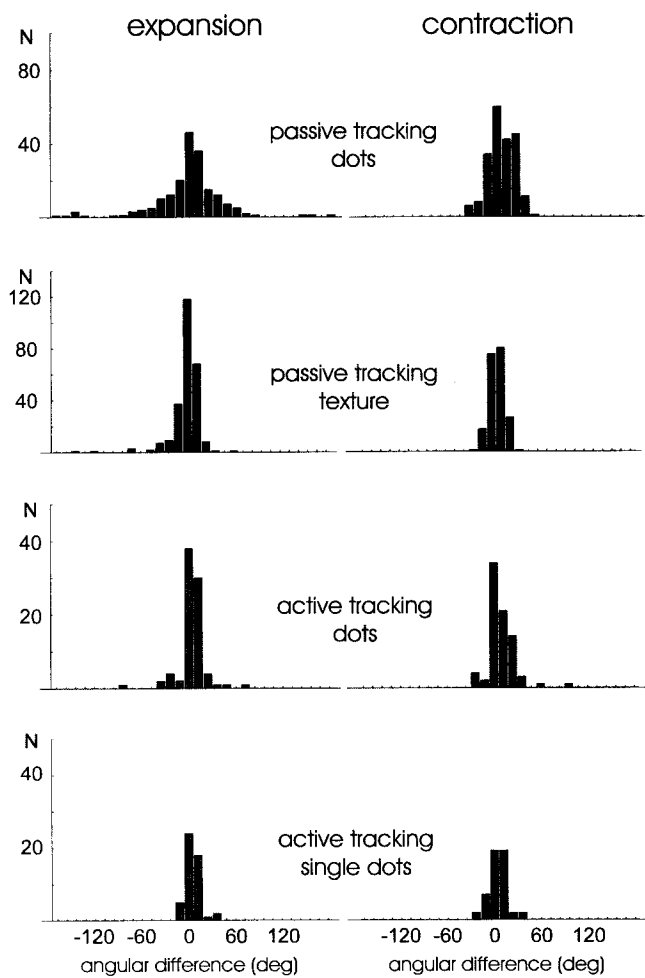 expansion contraction
N
80
40
passive tracking
dots
N
120
80
40
passive tracking
texture
N
40
20
active tracking
dots
N
40
20
active tracking
single dots
-120 -60 0 60 120 -120 -60 0 60 120
angular difference (deg) angular difference (deg)